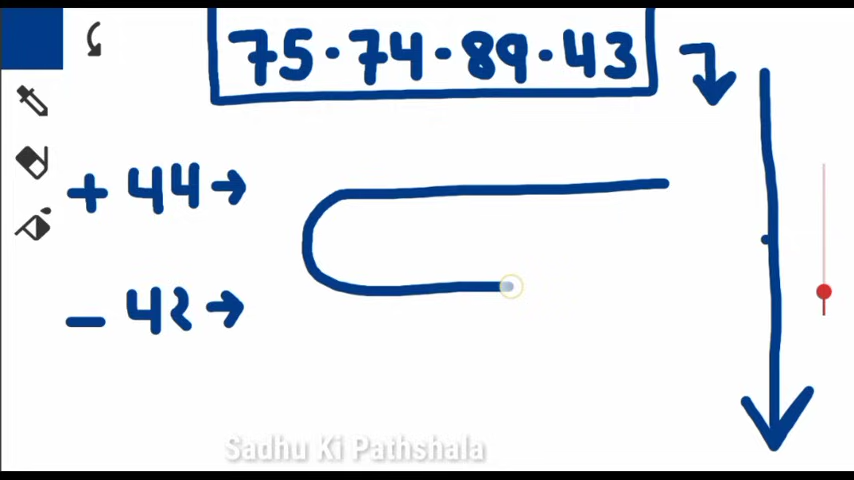 75·74·89·43
+ 44 →
- 42 →
Sadhu Ki Pathshala